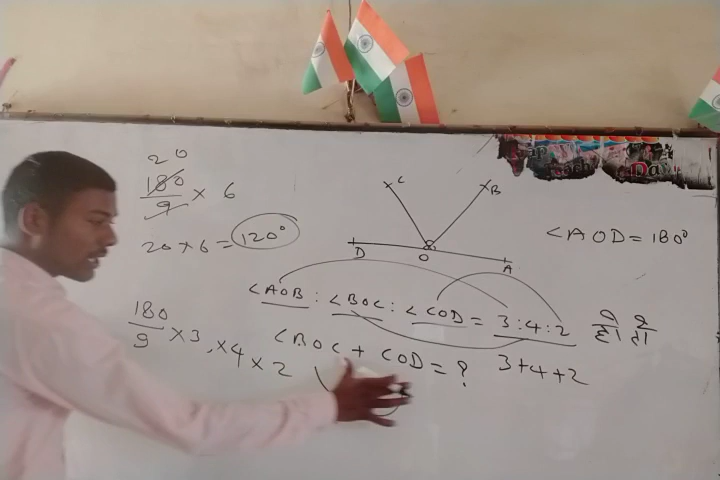 20
180/9 × 6
20 × 6 = 120°
C
B
D
O
A
∠AOD = 180°
∠AOB : ∠BOC : ∠COD = 3 : 4 : 2
180/9 × 3, × 4 × 2
∠BOC + COD = ?
3 + 4 + 2